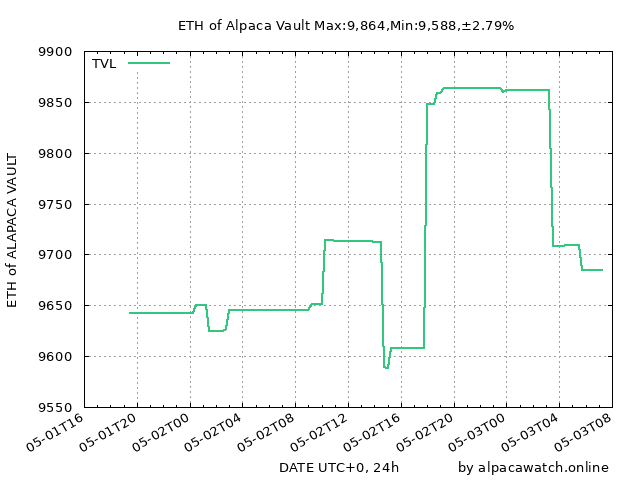 ETH of Alpaca Vault Max:9,864,Min:9,588,±2.79%
9900
TVL
9850
9800
9750
9700
9650
9600
9550
ETH of ALAPACA VAULT
05-01T16
05-01T20
05-02T00
05-02T04
05-02T08
05-02T12
05-02T16
05-02T20
05-03T00
05-03T04
05-03T08
DATE UTC+0, 24h
by alpacawatch.online